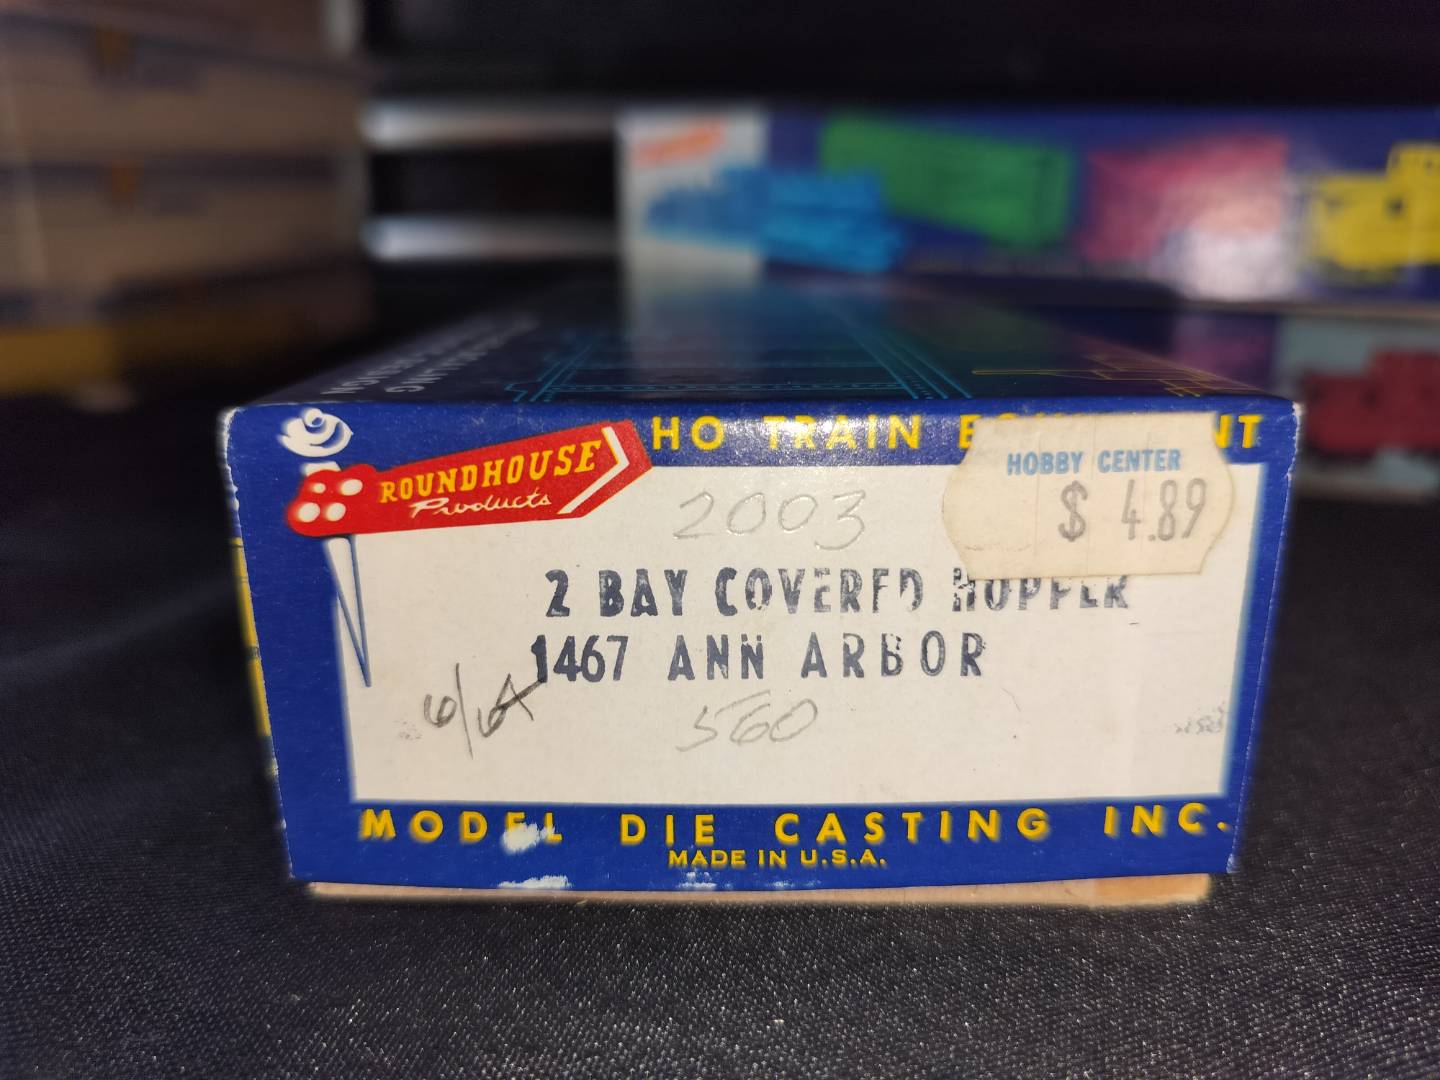 ROUNDHOUSE
Products
HO TRAIN
HOBBY CENTER
$ 4.89
2003
2 BAY COVERED HOPPER
1467 ANN ARBOR
560
MODEL DIE CASTING INC.
MADE IN U.S.A.